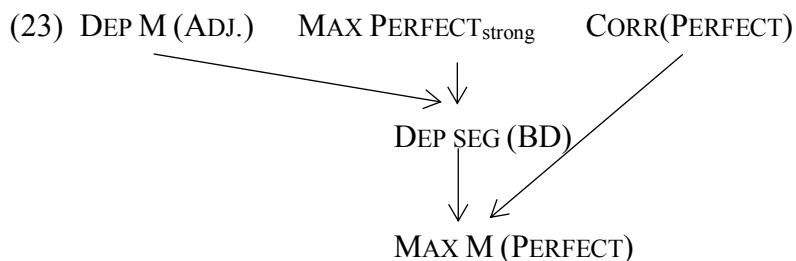 (23) DEP M (ADJ.) MAX PERFECTstrong CORR(PERFECT)
DEP SEG (BD)
MAX M (PERFECT)